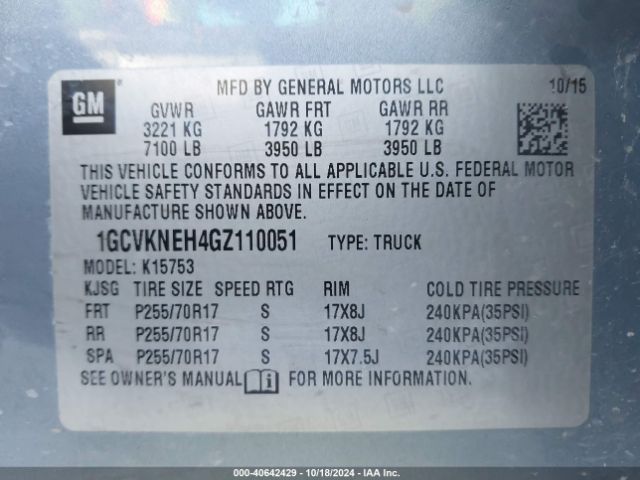 GM
MFD BY GENERAL MOTORS LLC 10/15
GVWR GAWR FRT GAWR RR
3221 KG 1792 KG 1792 KG
7100 LB 3950 LB 3950 LB
THIS VEHICLE CONFORMS TO ALL APPLICABLE U.S. FEDERAL MOTOR
VEHICLE SAFETY STANDARDS IN EFFECT ON THE DATE OF
MANUFACTURE SHOWN ABOVE.
1GCVKNEH4GZ110051 TYPE: TRUCK
MODEL: K15753
KJSG TIRE SIZE SPEED RTG RIM COLD TIRE PRESSURE
FRT P255/70R17 S 17X8J 240KPA(35PSI)
RR P255/70R17 S 17X8J 240KPA(35PSI)
SPA P255/70R17 S 17X7.5J 240KPA(35PSI)
SEE OWNER'S MANUAL FOR MORE INFORMATION.
000-40642429 - 10/18/2024 - IAA Inc.